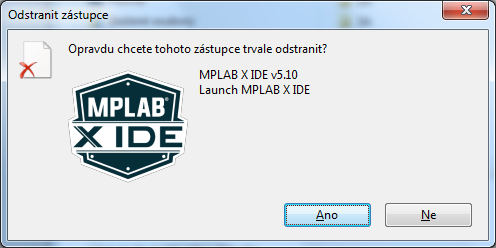 Odstranit zástupce
Opravdu chcete tohoto zástupce trvale odstranit?
MPLAB X IDE v5.10
Launch MPLAB X IDE
MPLAB®
X IDE
Ano
Ne